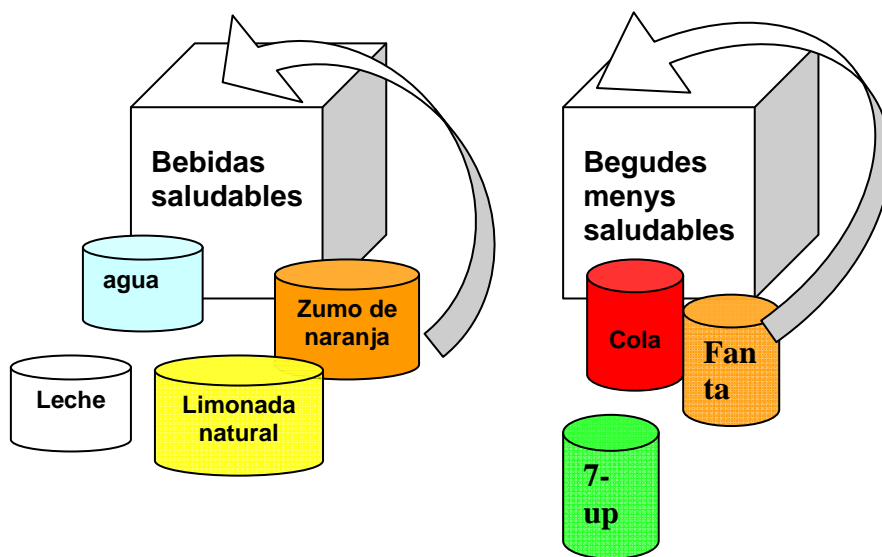 Bebidas
saludables
agua
Zumo de
naranja
Leche
Limonada
natural
Begudes
menys
saludables
Cola
Fan
ta
7-
up